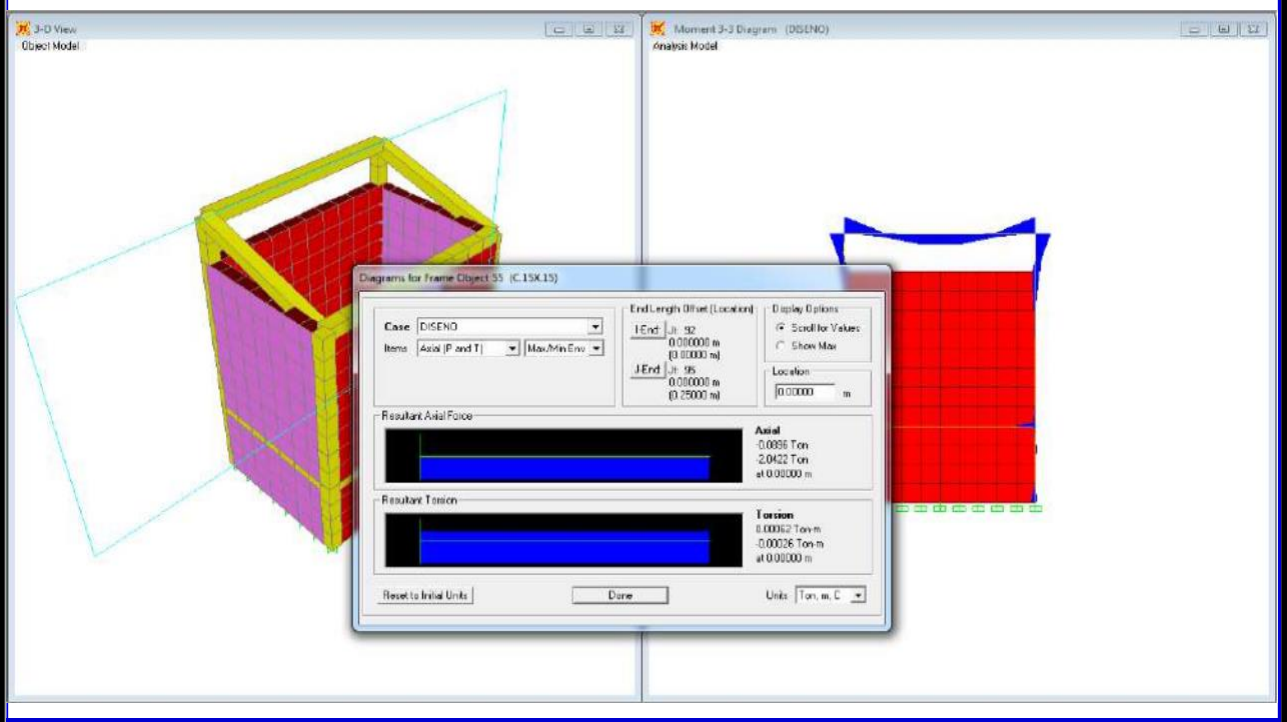 3-D View
Object Model
Moment 3-3 Diagram (DISENO)
Analysis Model
Diagrams for Frame Object 55 (C.15X.15)
Case DISENO
Items Axial (P and T) Max/Min Env
End Length Offset (Location)
I-End Jt: 92
0.000000 m
(0.00000 m)
J-End Jt: 95
0.000000 m
(0.25000 m)
Display Options
Scroll for Values
Show Max
Location
0.00000 m
Resultant Axial Force
Axial
-0.0896 Ton
-2.0422 Ton
at 0.00000 m
Resultant Torsion
Torsion
0.00062 Ton-m
-0.00026 Ton-m
at 0.00000 m
Reset to Initial Units
Done
Units Ton, m, C